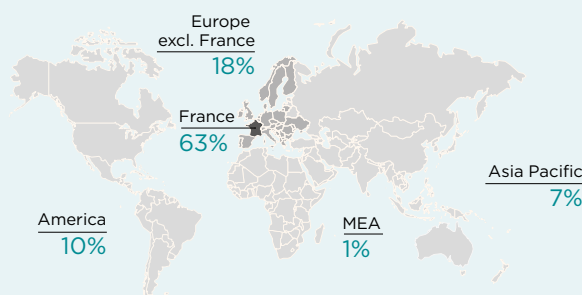 Europe
excl. France
18%
France
63%
Asia Pacific
7%
America
10%
MEA
1%